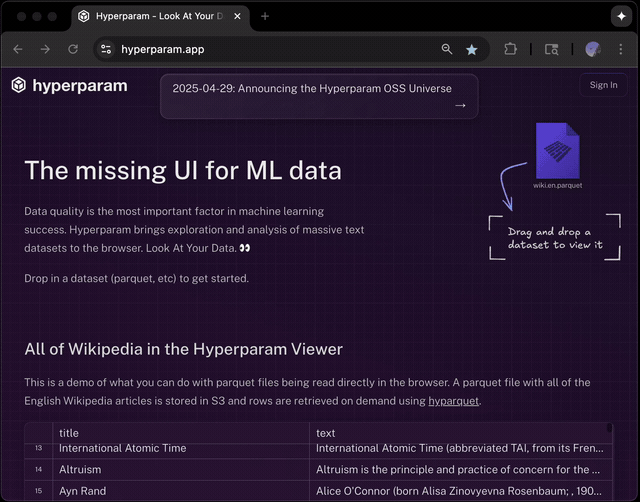 Hyperparam - Look At Your D
hyperparam.app
hyperparam
2025-04-29: Announcing the Hyperparam OSS Universe
→
Sign In
The missing UI for ML data
Data quality is the most important factor in machine learning
success. Hyperparam brings exploration and analysis of massive text
datasets to the browser. Look At Your Data. 👀
Drop in a dataset (parquet, etc) to get started.
wiki.en.parquet
Drag and drop a
dataset to view it
All of Wikipedia in the Hyperparam Viewer
This is a demo of what you can do with parquet files being read directly in the browser. A parquet file with all of the
English Wikipedia articles is stored in S3 and rows are retrieved on demand using hyparquet.
title text
13 International Atomic Time International Atomic Time (abbreviated TAI, from its Fren...
14 Altruism Altruism is the principle and practice of concern for the ...
15 Ayn Rand Alice O'Connor (born Alisa Zinovyevna Rosenbaum; , 190...